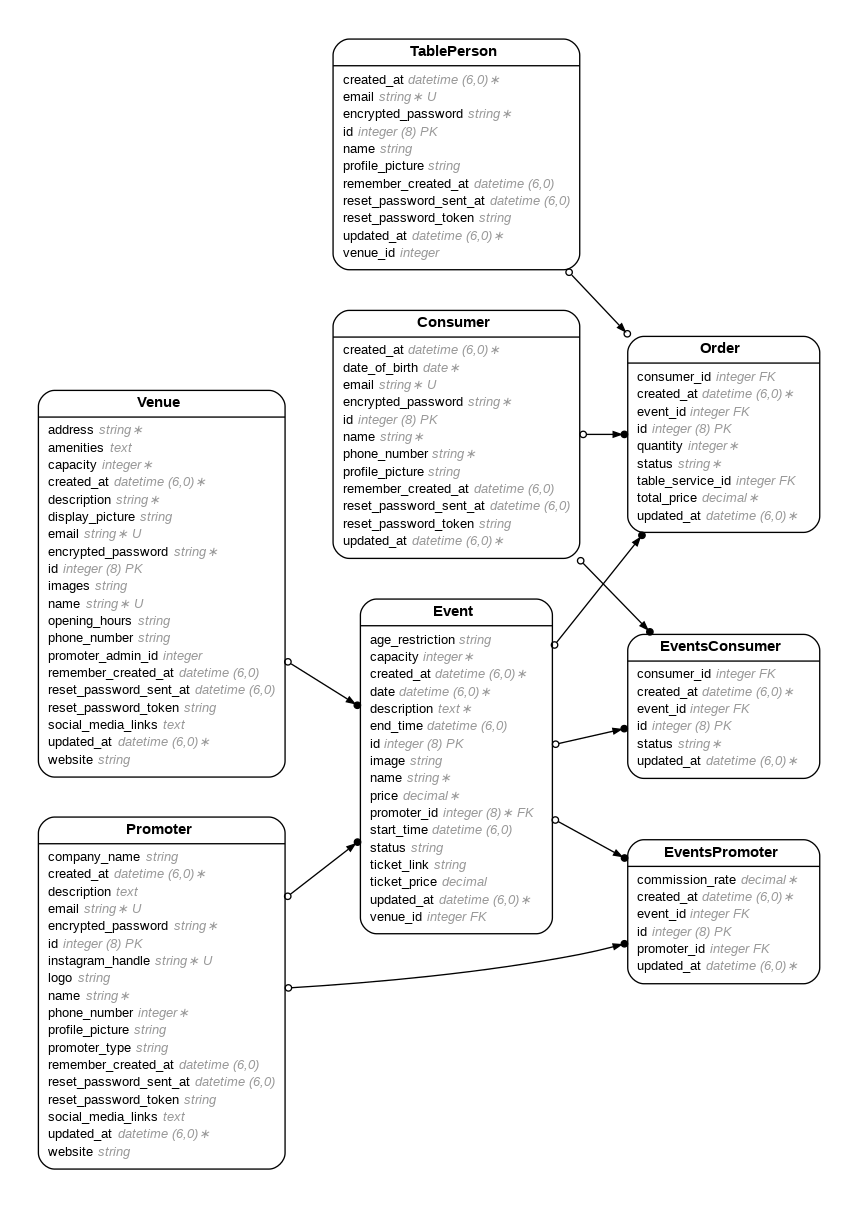 TablePerson
created_at datetime (6,0)∗
email string∗ U
encrypted_password string∗
id integer (8) PK
name string
profile_picture string
remember_created_at datetime (6,0)
reset_password_sent_at datetime (6,0)
reset_password_token string
updated_at datetime (6,0)∗
venue_id integer
Consumer
created_at datetime (6,0)∗
date_of_birth date∗
email string∗ U
encrypted_password string∗
id integer (8) PK
name string∗
phone_number string∗
profile_picture string
remember_created_at datetime (6,0)
reset_password_sent_at datetime (6,0)
reset_password_token string
updated_at datetime (6,0)∗
Order
consumer_id integer FK
created_at datetime (6,0)∗
event_id integer FK
id integer (8) PK
quantity integer∗
status string∗
table_service_id integer FK
total_price decimal∗
updated_at datetime (6,0)∗
Venue
address string∗
amenities text
capacity integer∗
created_at datetime (6,0)∗
description string∗
display_picture string
email string∗ U
encrypted_password string∗
id integer (8) PK
images string
name string∗ U
opening_hours string
phone_number string
promoter_admin_id integer
remember_created_at datetime (6,0)
reset_password_sent_at datetime (6,0)
reset_password_token string
social_media_links text
updated_at datetime (6,0)∗
website string
Event
age_restriction string
capacity integer∗
created_at datetime (6,0)∗
date datetime (6,0)∗
description text∗
end_time datetime (6,0)
id integer (8) PK
image string
name string∗
price decimal∗
promoter_id integer (8)∗ FK
start_time datetime (6,0)
status string
ticket_link string
ticket_price decimal
updated_at datetime (6,0)∗
venue_id integer FK
EventsConsumer
consumer_id integer FK
created_at datetime (6,0)∗
event_id integer FK
id integer (8) PK
status string∗
updated_at datetime (6,0)∗
Promoter
company_name string
created_at datetime (6,0)∗
description text
email string∗ U
encrypted_password string∗
id integer (8) PK
instagram_handle string∗ U
logo string
name string∗
phone_number integer∗
profile_picture string
promoter_type string
remember_created_at datetime (6,0)
reset_password_sent_at datetime (6,0)
reset_password_token string
social_media_links text
updated_at datetime (6,0)∗
website string
EventsPromoter
commission_rate decimal∗
created_at datetime (6,0)∗
event_id integer FK
id integer (8) PK
promoter_id integer FK
updated_at datetime (6,0)∗